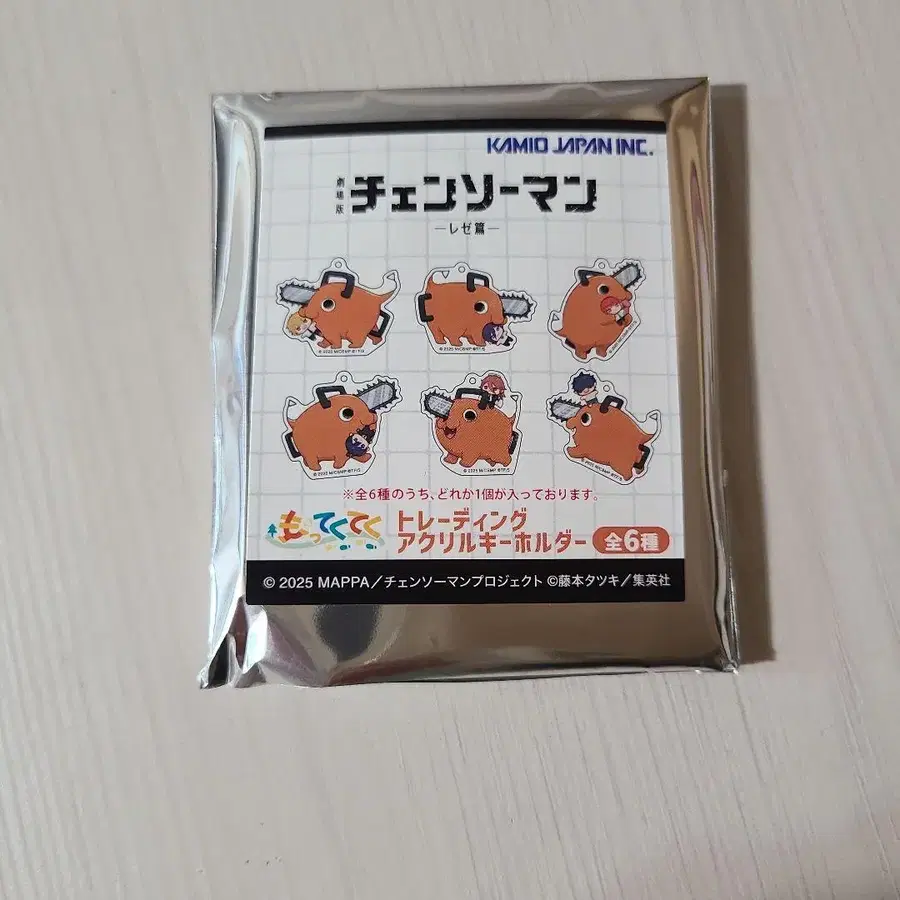 KAMIO JAPAN INC.
劇場版 チェンソーマン
―レゼ篇―
※全6種のうち、どれか1個が入っております。
もってくてく
トレーディング
アクリルキーホルダー 全6種
© 2025 MAPPA／チェンソーマンプロジェクト ©藤本タツキ／集英社